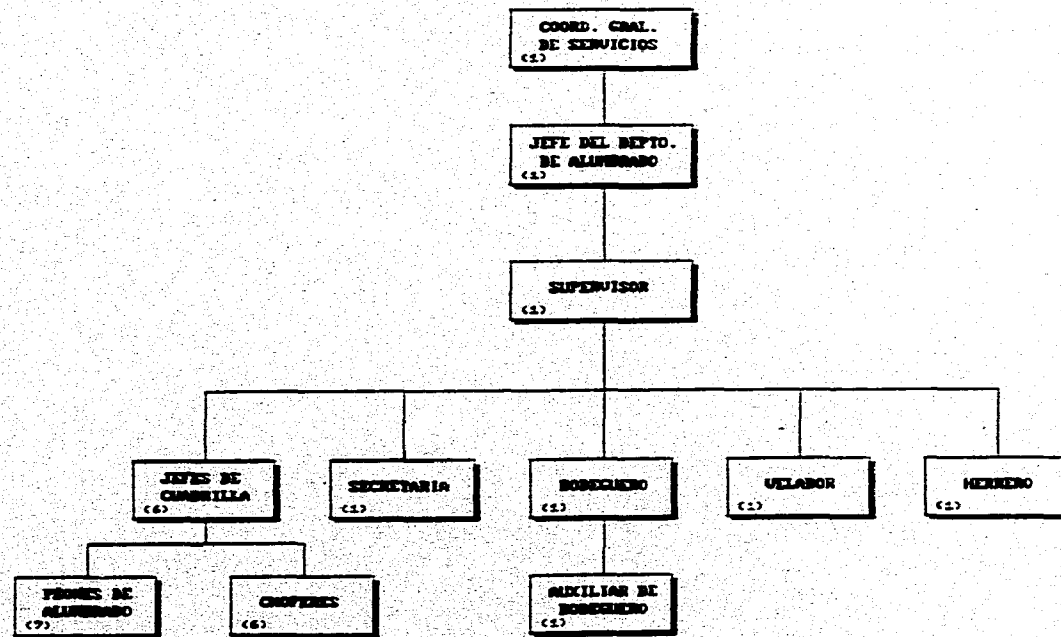 COORD. GRAL.
DE SERVICIOS
(1)
JEFE DEL DEPTO.
DE ALUMBRADO
(1)
SUPERVISOR
(1)
JEFES DE
CUADRILLA
(6)
SECRETARIA
(1)
BODEGUERO
(1)
VELADOR
(1)
HERRERO
(1)
PEONES DE
ALUMBRADO
(7)
CHOFERES
(6)
AUXILIAR DE
BODEGUERO
(1)